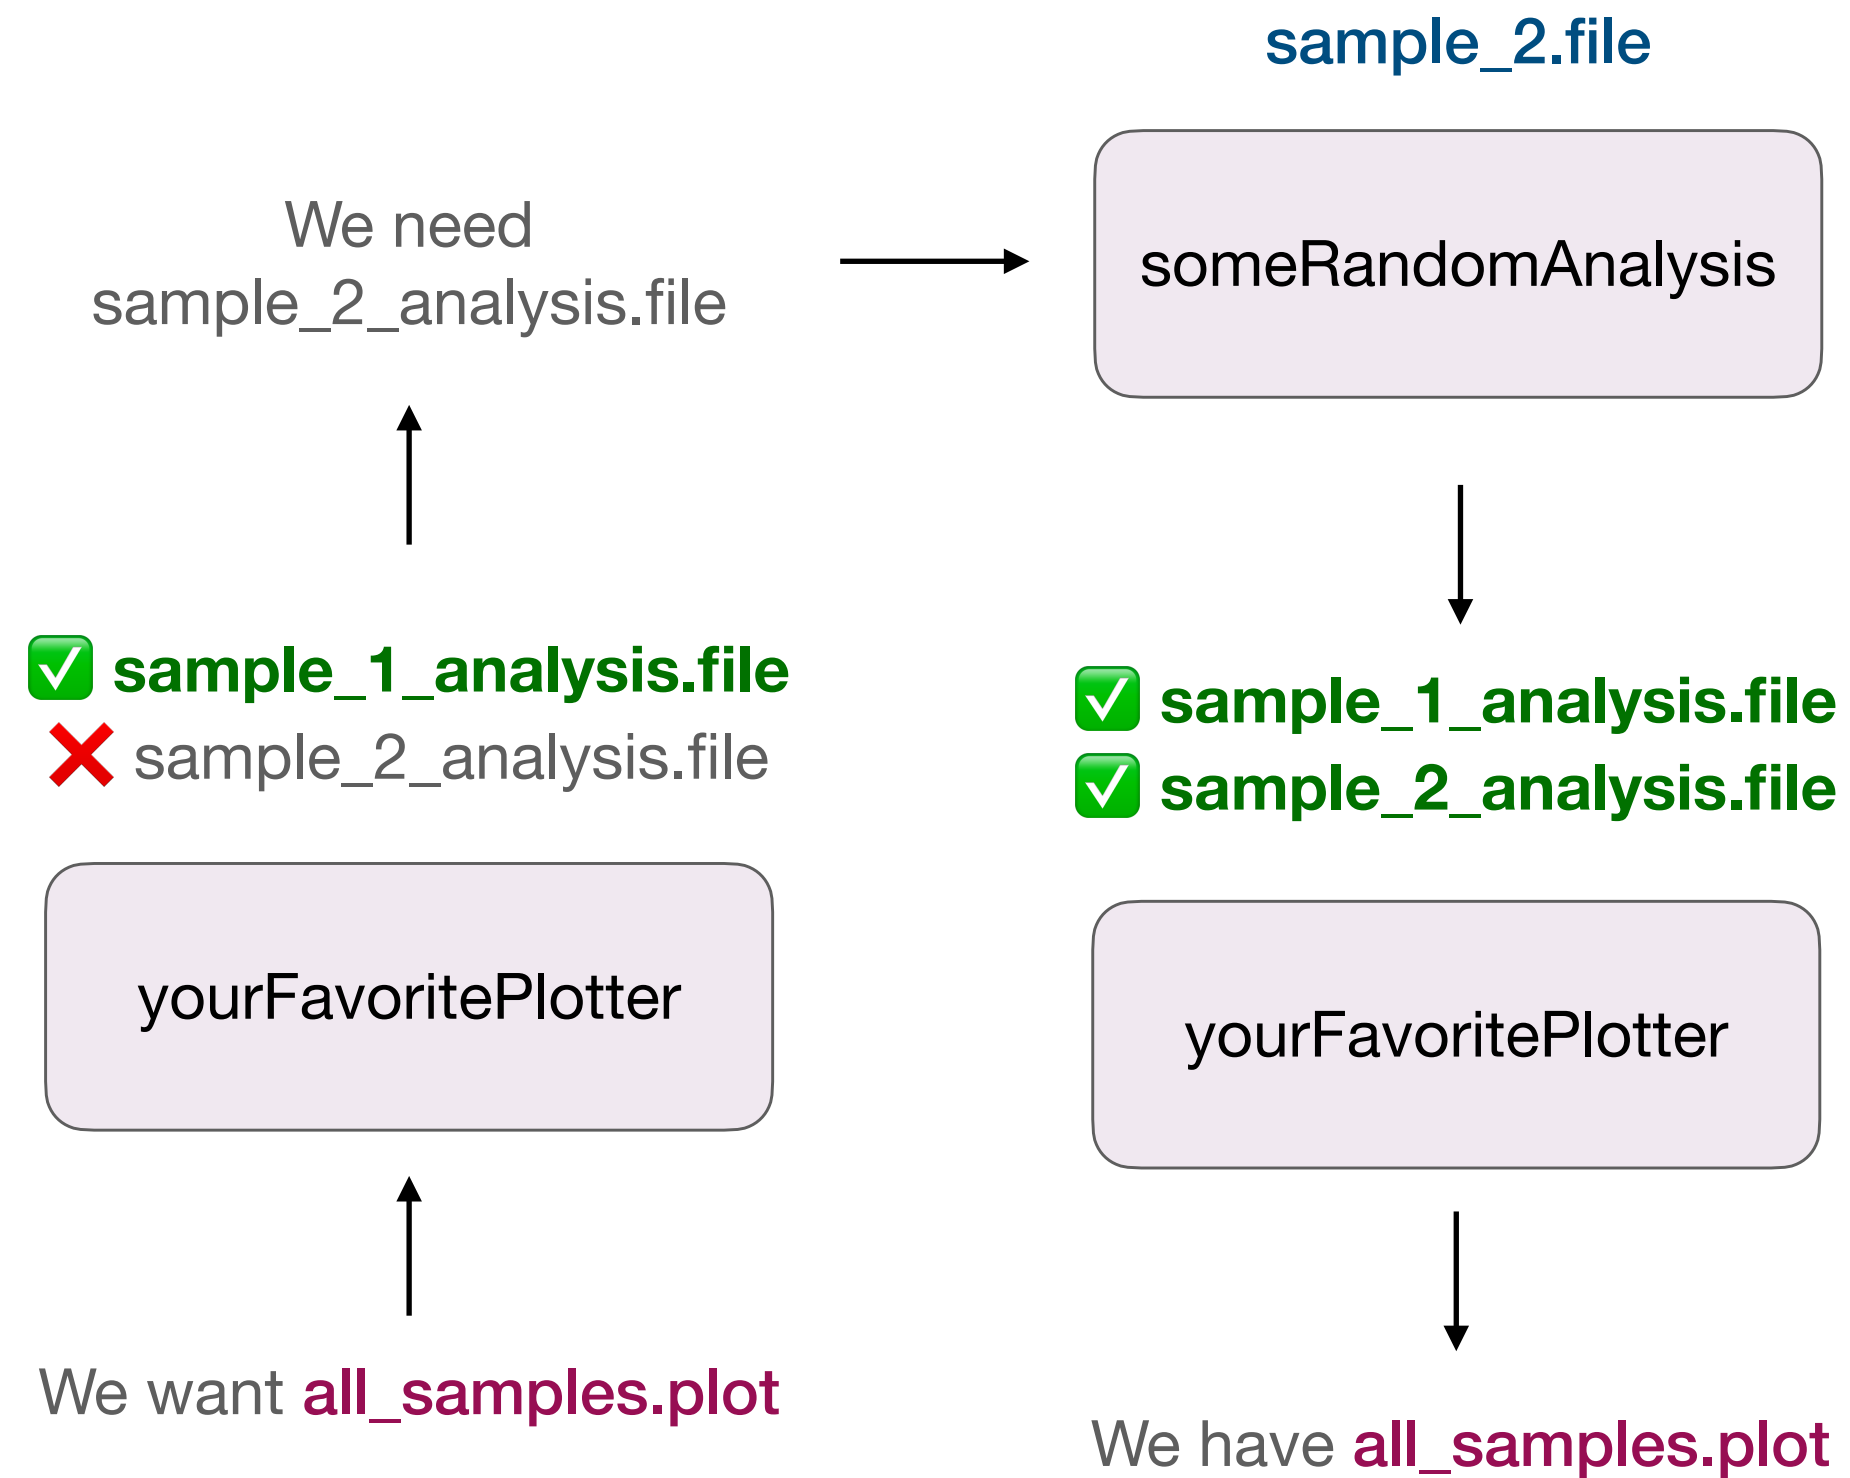 sample_2.file
We need
sample_2_analysis.file
someRandomAnalysis
✅ sample_1_analysis.file
❌ sample_2_analysis.file
✅ sample_1_analysis.file
✅ sample_2_analysis.file
yourFavoritePlotter
yourFavoritePlotter
We want all_samples.plot
We have all_samples.plot